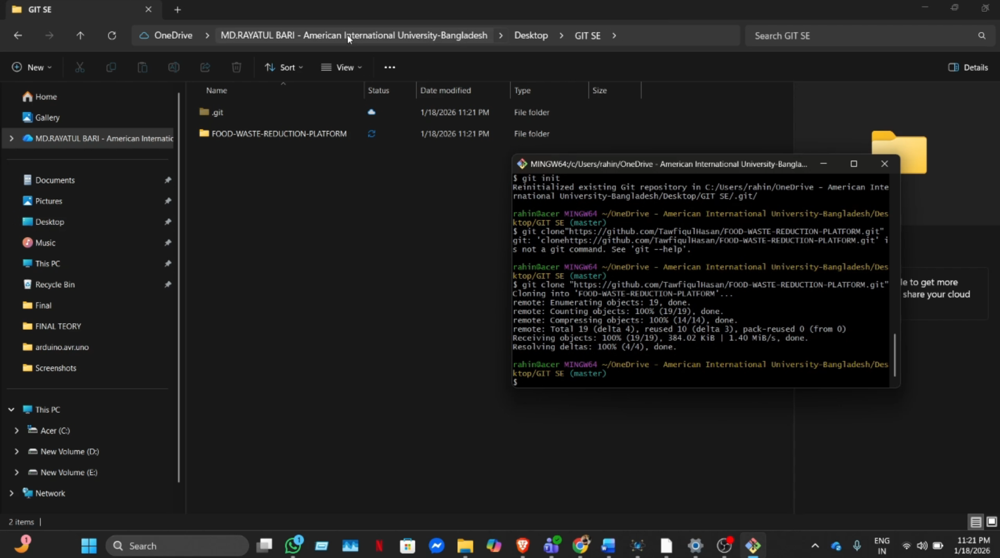 GIT SE
OneDrive > MD.RAYATUL BARI - American International University-Bangladesh > Desktop > GIT SE >
Search GIT SE
New
Sort
View
Details
Name
Status
Date modified
Type
Size
.git
1/18/2026 11:21 PM
File folder
FOOD-WASTE-REDUCTION-PLATFORM
1/18/2026 11:21 PM
File folder
Home
Gallery
MD.RAYATUL BARI - American Internatic
Documents
Pictures
Desktop
Music
This PC
Recycle Bin
Final
FINAL TEORY
arduino.avr.uno
Screenshots
This PC
Acer (C:)
New Volume (D:)
New Volume (E:)
Network
MINGW64:/c/Users/rahin/OneDrive - American International University-Bangla...
$ git init
Reinitialized existing Git repository in C:/Users/rahin/OneDrive - American Inte
rnational University-Bangladesh/Desktop/GIT SE/.git/
rahin@acer MINGW64 ~/OneDrive - American International University-Bangladesh/Des
ktop/GIT SE (master)
$ git clone"https://github.com/TawfiqulHasan/FOOD-WASTE-REDUCTION-PLATFORM.git"
git: 'clonehttps://github.com/TawfiqulHasan/FOOD-WASTE-REDUCTION-PLATFORM.git' i
s not a git command. See 'git --help'.
rahin@acer MINGW64 ~/OneDrive - American International University-Bangladesh/Des
ktop/GIT SE (master)
$ git clone "https://github.com/TawfiqulHasan/FOOD-WASTE-REDUCTION-PLATFORM.git"
Cloning into 'FOOD-WASTE-REDUCTION-PLATFORM'...
remote: Enumerating objects: 19, done.
remote: Counting objects: 100% (19/19), done.
remote: Compressing objects: 100% (14/14), done.
remote: Total 19 (delta 4), reused 10 (delta 3), pack-reused 0 (from 0)
Receiving objects: 100% (19/19), 384.02 KiB | 1.40 MiB/s, done.
Resolving deltas: 100% (4/4), done.
rahin@acer MINGW64 ~/OneDrive - American International University-Bangladesh/Des
ktop/GIT SE (master)
$
le to get more
share your cloud
2 items
1
Search
1
ENG
IN
11:21 PM
1/18/2026